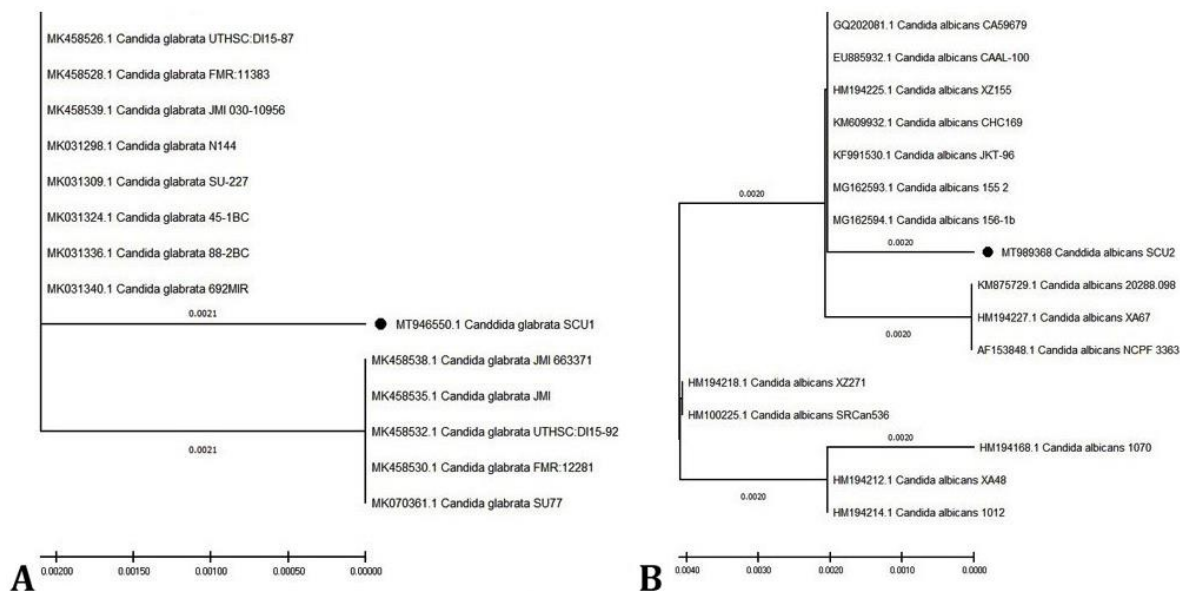 MK458526.1 Candida glabrata UTHSC:DI15-87
MK458528.1 Candida glabrata FMR:11383
MK458539.1 Candida glabrata JMI 030-10956
MK031298.1 Candida glabrata N144
MK031309.1 Candida glabrata SU-227
MK031324.1 Candida glabrata 45-1BC
MK031336.1 Candida glabrata 88-2BC
MK031340.1 Candida glabrata 692MIR
0.0021
MT946550.1 Canddida glabrata SCU1
MK458538.1 Candida glabrata JMI 663371
MK458535.1 Candida glabrata JMI
MK458532.1 Candida glabrata UTHSC:DI15-92
0.0021
MK458530.1 Candida glabrata FMR:12281
MK070361.1 Candida glabrata SU77
0.00200 0.00150 0.00100 0.00050 0.00000
A
GQ202081.1 Candida albicans CA59679
EU885932.1 Candida albicans CAAL-100
HM194225.1 Candida albicans XZ155
KM609932.1 Candida albicans CHC169
KF991530.1 Candida albicans JKT-96
MG162593.1 Candida albicans 155 2
0.0020
MG162594.1 Candida albicans 156-1b
0.0020
MT989368 Canddida albicans SCU2
KM875729.1 Candida albicans 20288.098
HM194227.1 Candida albicans XA67
0.0020
AF153848.1 Candida albicans NCPF 3363
HM194218.1 Candida albicans XZ271
HM100225.1 Candida albicans SRCan536
0.0020
HM194168.1 Candida albicans 1070
HM194212.1 Candida albicans XA48
0.0020
HM194214.1 Candida albicans 1012
0.0040 0.0030 0.0020 0.0010 0.0000
B